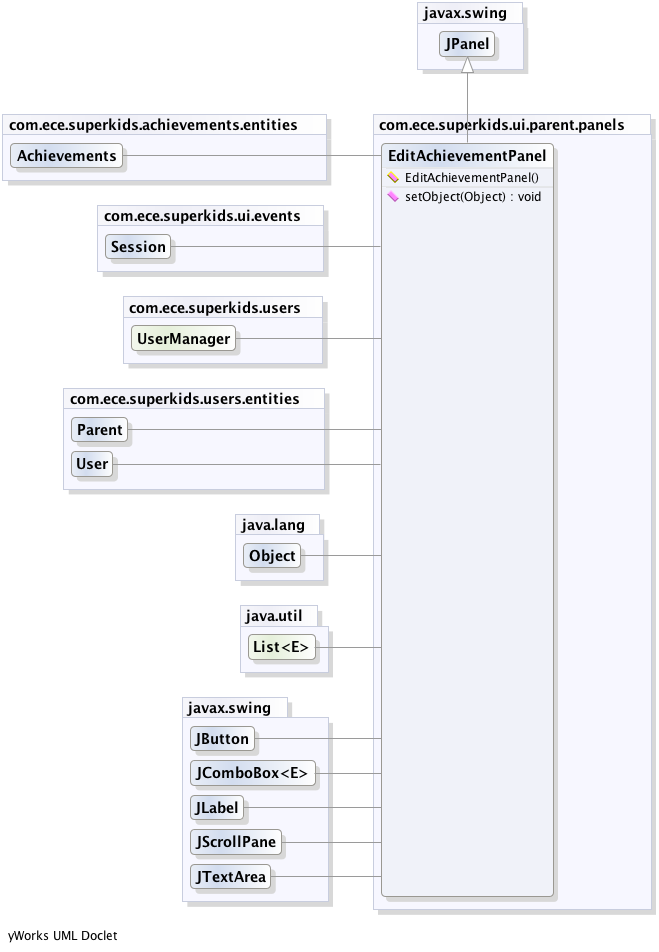 javax.swing
JPanel
com.ece.superkids.achievements.entities
Achievements
com.ece.superkids.ui.parent.panels
EditAchievementPanel
EditAchievementPanel()
setObject(Object) : void
com.ece.superkids.ui.events
Session
com.ece.superkids.users
UserManager
com.ece.superkids.users.entities
Parent
User
java.lang
Object
java.util
List<E>
javax.swing
JButton
JComboBox<E>
JLabel
JScrollPane
JTextArea
yWorks UML Doclet